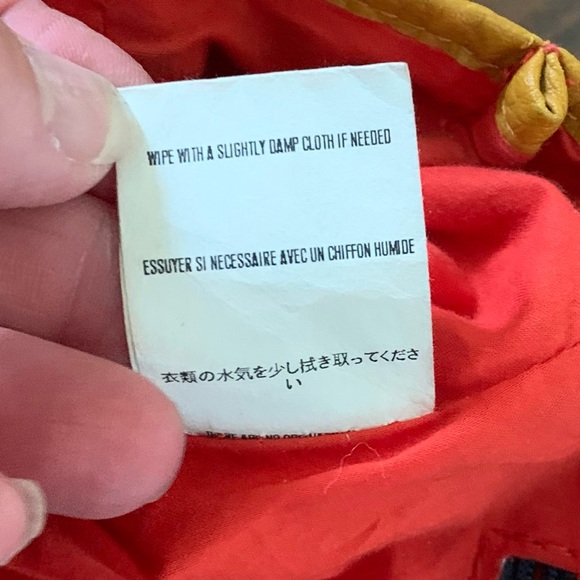 WIPE WITH A SLIGHTLY DAMP CLOTH IF NEEDED
ESSUYER SI NECESSAIRE AVEC UN CHIFFON HUMIDE
衣類の水気を少し拭き取ってくださ
い